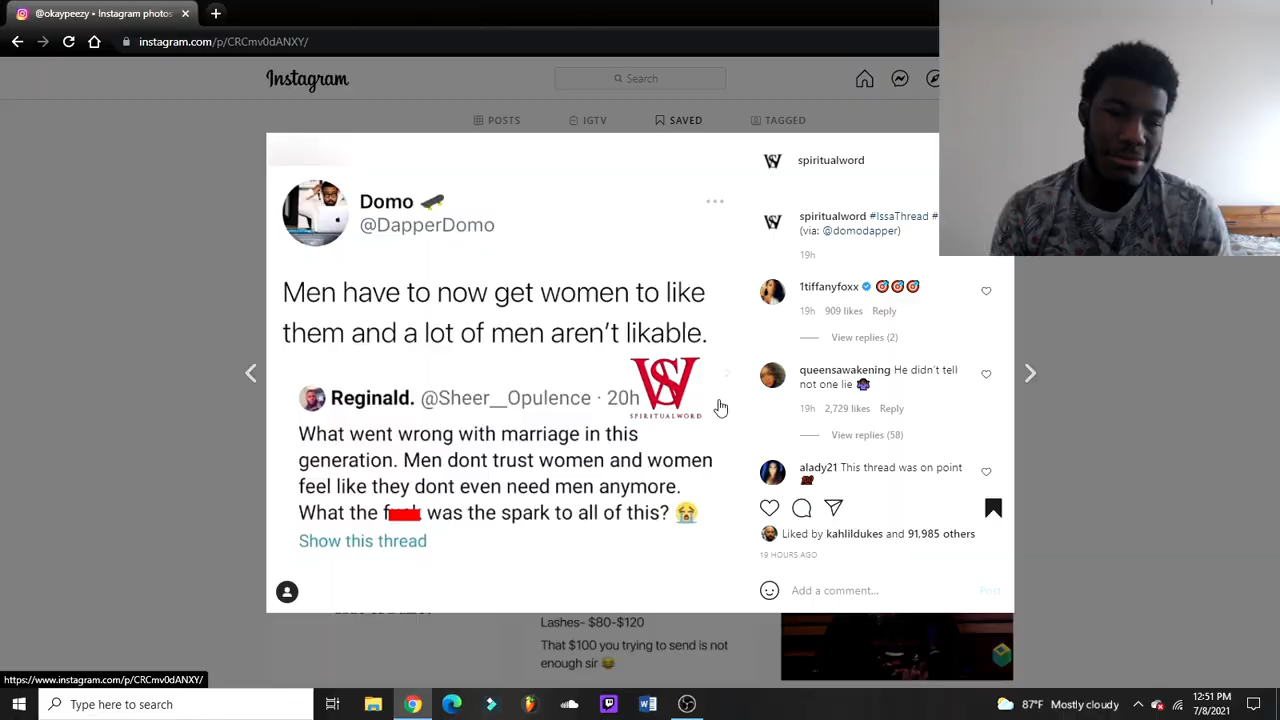 @okaypeezy • Instagram photos
instagram.com/p/CRCmv0dANXY/
Instagram
Search
POSTS
IGTV
SAVED
TAGGED
Domo
@DapperDomo
Men have to now get women to like
them and a lot of men aren't likable.
Reginald. @Sheer__Opulence · 20h
WS
SPIRITUALWORD
What went wrong with marriage in this
generation. Men dont trust women and women
feel like they dont even need men anymore.
What the f k was the spark to all of this? 😭
Show this thread
spiritualword
spiritualword #IssaThread #
(via: @domodapper)
19h
1tiffanyfoxx 🎯🎯🎯
19h 909 likes Reply
View replies (2)
queensawakening He didn't tell
not one lie
19h 2,729 likes Reply
View replies (58)
alady21 This thread was on point
Liked by kahlildukes and 91,985 others
19 HOURS AGO
Add a comment...
Post
Lashes- $80-$120
That $100 you trying to send is not
enough sir 😂
https://www.instagram.com/p/CRCmv0dANXY/
Type here to search
87°F Mostly cloudy
12:51 PM
7/8/2021